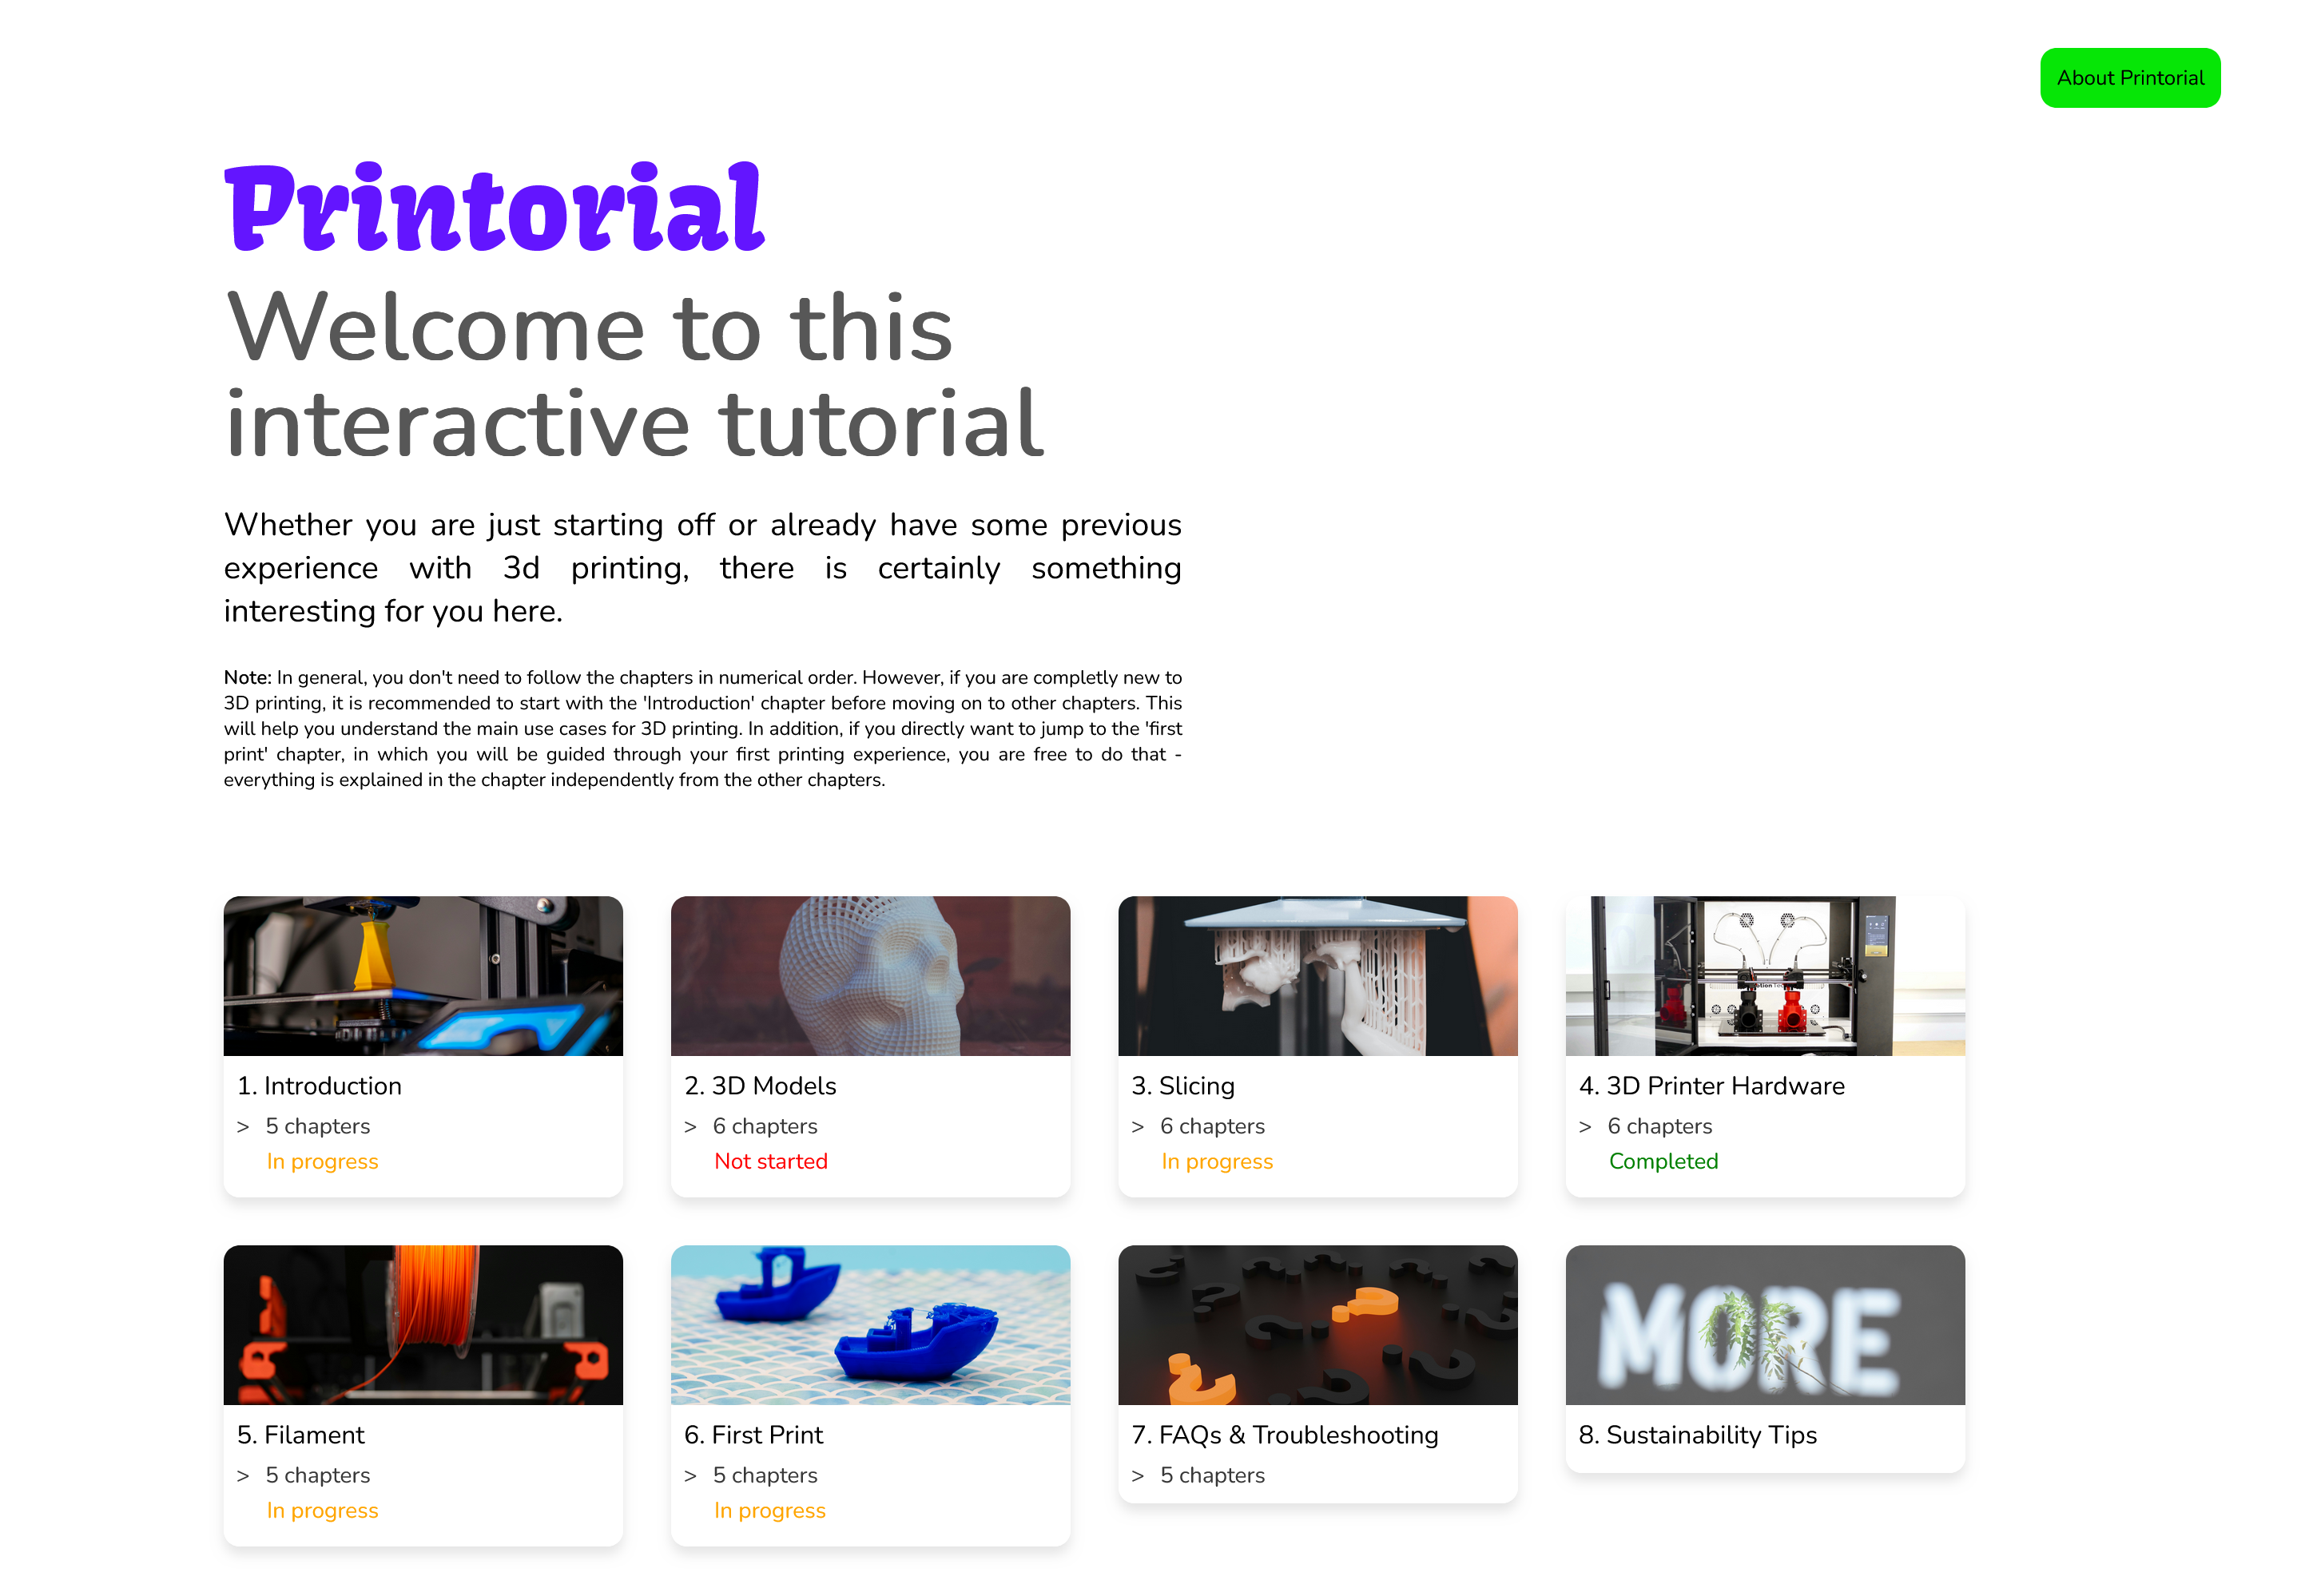 About Printorial
Printorial
Welcome to this
interactive tutorial
Whether you are just starting off or already have some previous
experience with 3d printing, there is certainly something
interesting for you here.
Note: In general, you don't need to follow the chapters in numerical order. However, if you are completly new to
3D printing, it is recommended to start with the 'Introduction' chapter before moving on to other chapters. This
will help you understand the main use cases for 3D printing. In addition, if you directly want to jump to the 'first
print' chapter, in which you will be guided through your first printing experience, you are free to do that -
everything is explained in the chapter independently from the other chapters.
1. Introduction
> 5 chapters
In progress
2. 3D Models
> 6 chapters
Not started
3. Slicing
> 6 chapters
In progress
4. 3D Printer Hardware
> 6 chapters
Completed
5. Filament
> 5 chapters
In progress
6. First Print
> 5 chapters
In progress
7. FAQs & Troubleshooting
> 5 chapters
MORE
8. Sustainability Tips